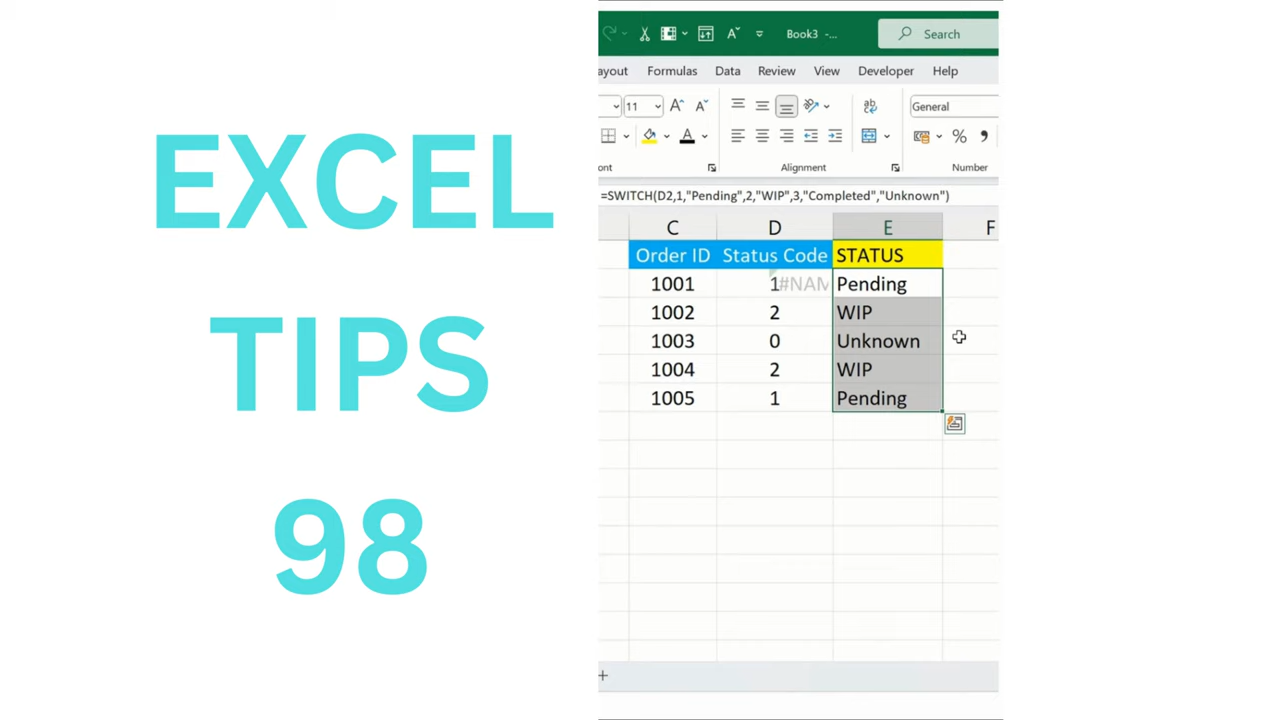 EXCEL
TIPS
98
Book3 -...
Search
ayout Formulas Data Review View Developer Help
11 General
ont Alignment Number
=SWITCH(D2,1,"Pending",2,"WIP",3,"Completed","Unknown")
C D E F
Order ID Status Code STATUS
1001 1 #NAM Pending
1002 2 WIP
1003 0 Unknown
1004 2 WIP
1005 1 Pending